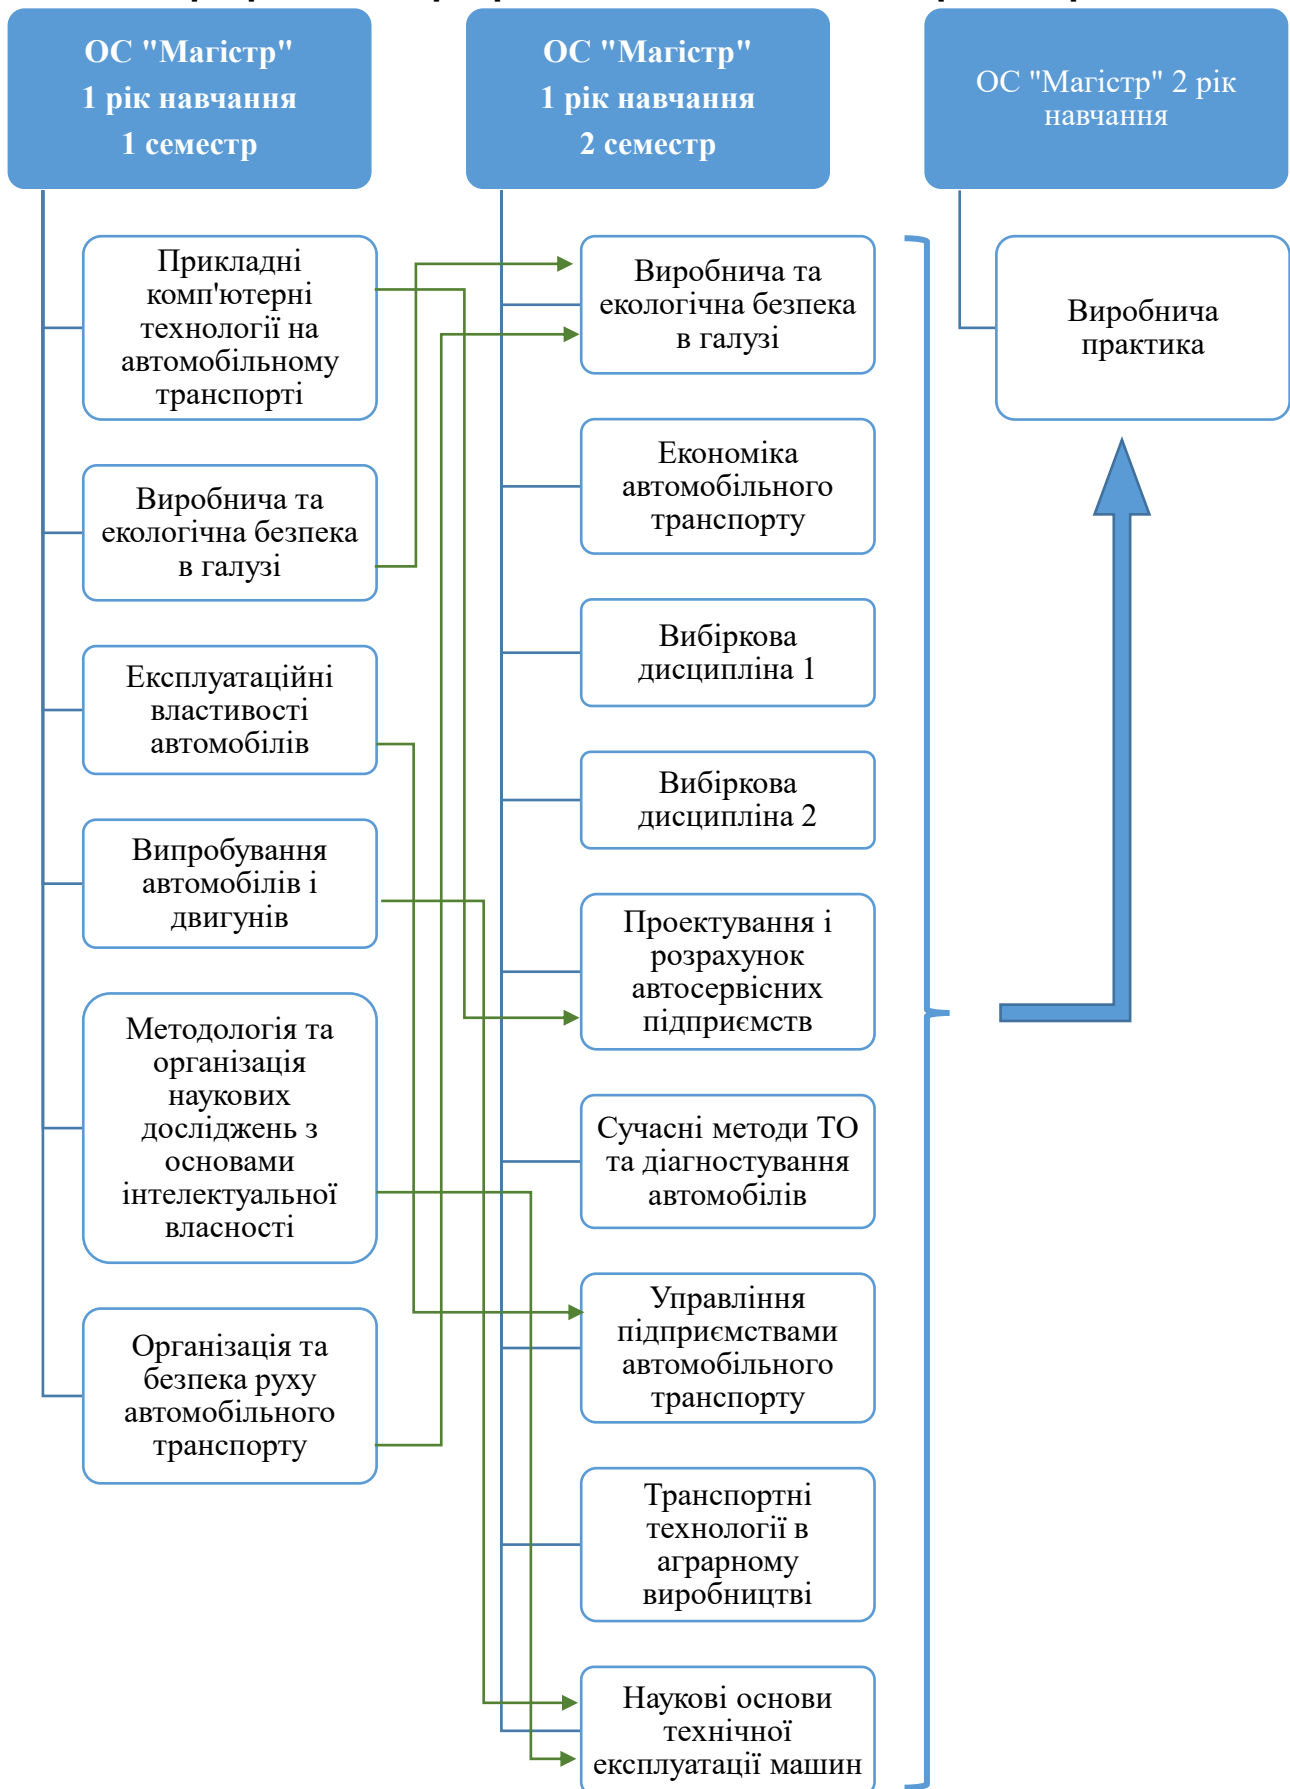 ОС "Магістр"
1 рік навчання
1 семестр
Прикладні
комп'ютерні
технології на
автомобільному
транспорті
Виробнича та
екологічна безпека
в галузі
Експлуатаційні
властивості
автомобілів
Випробування
автомобілів і
двигунів
Методологія та
організація
наукових
досліджень з
основами
інтелектуальної
власності
Організація та
безпека руху
автомобільного
транспорту
ОС "Магістр"
1 рік навчання
2 семестр
Виробнича та
екологічна безпека
в галузі
Економіка
автомобільного
транспорту
Вибіркова
дисципліна 1
Вибіркова
дисципліна 2
Проектування і
розрахунок
автосервісних
підприємств
Сучасні методи ТО
та діагностування
автомобілів
Управління
підприємствами
автомобільного
транспорту
Транспортні
технології в
аграрному
виробництві
Наукові основи
технічної
експлуатації машин
ОС "Магістр" 2 рік
навчання
Виробнича
практика